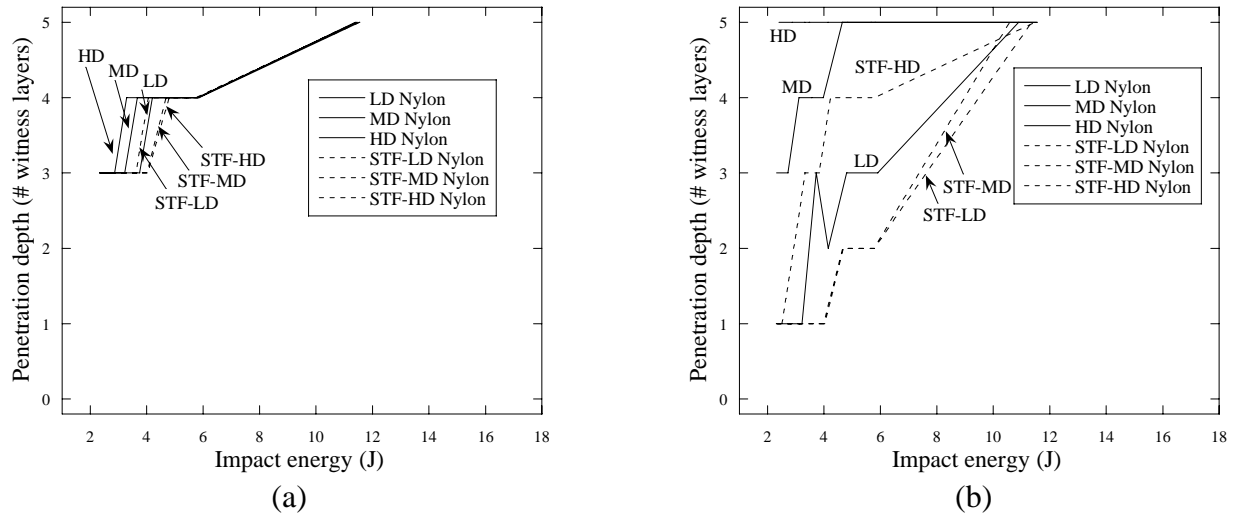 Penetration depth (# witness layers)
5
4
3
2
1
0
HD
MD
LD
LD Nylon
MD Nylon
HD Nylon
STF-LD Nylon
STF-MD Nylon
STF-HD Nylon
STF-HD
STF-MD
STF-LD
2 4 6 8 10 12 14 16 18
Impact energy (J)
(a)
Penetration depth (# witness layers)
5
4
3
2
1
0
HD
MD
STF-HD
LD
LD Nylon
MD Nylon
HD Nylon
STF-LD Nylon
STF-MD Nylon
STF-HD Nylon
STF-MD
STF-LD
2 4 6 8 10 12 14 16 18
Impact energy (J)
(b)